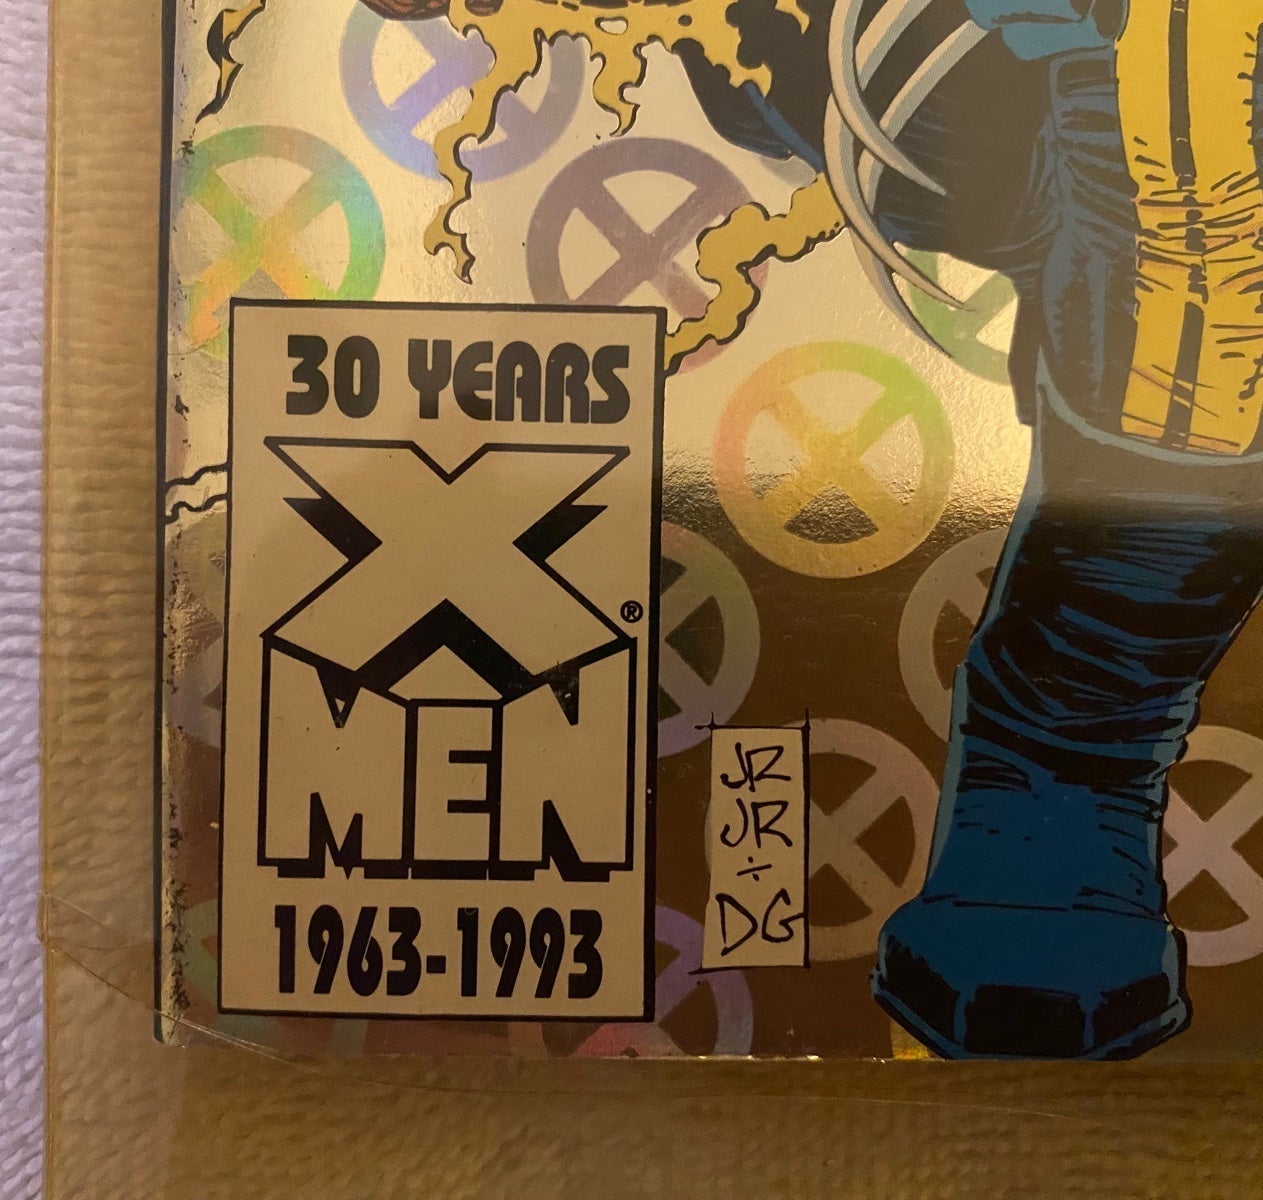 30 YEARS
X
MEN
®
1963-1993
JR
JR
÷
DG